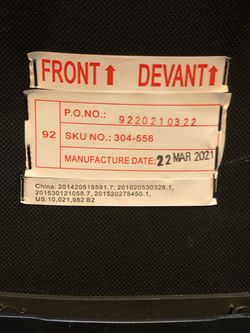 FRONT↑ DEVANT↑
P.O.NO.: 9220210322
92 SKU NO.: 304-556
MANUFACTURE DATE: 22 MAR 2021
China: 201420518591.7; 201020530328.1,
201530121058.7, 201520275450.1,
US:10,021,982 B2